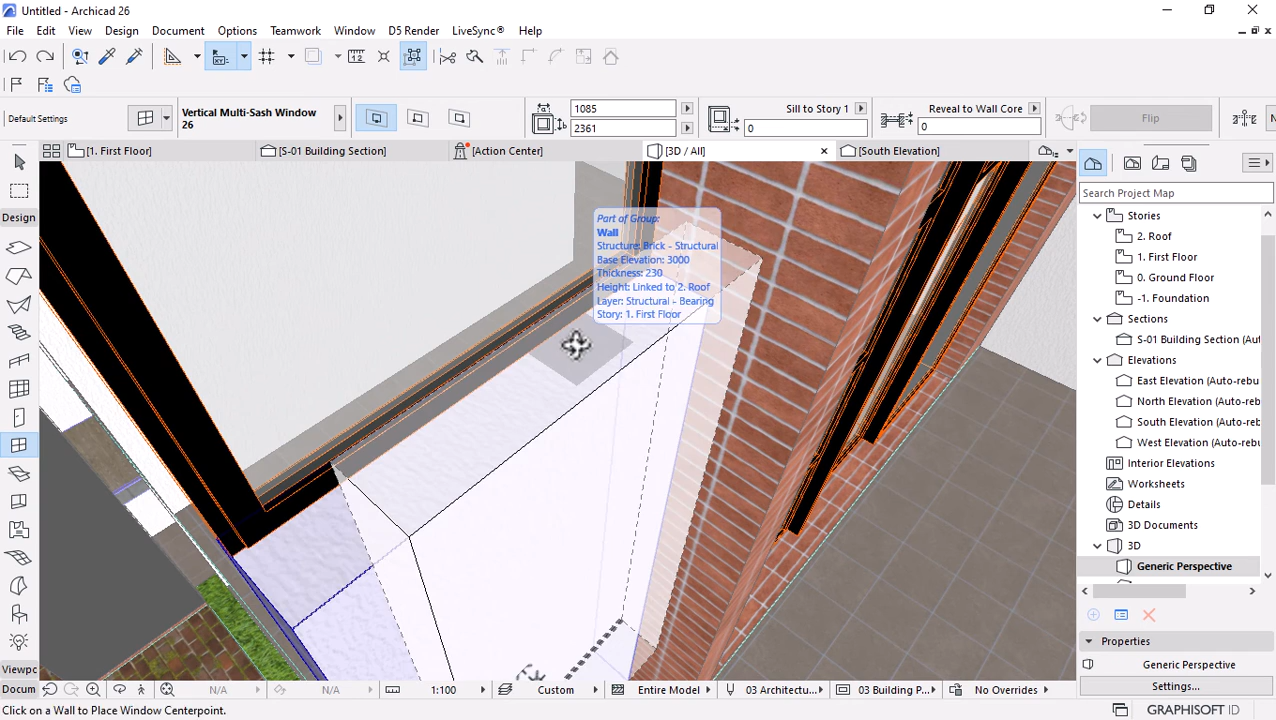 Untitled - Archicad 26
File Edit View Design Document Options Teamwork Window D5 Render LiveSync® Help
Default Settings
Vertical Multi-Sash Window 26
1085
2361
Sill to Story 1
0
Reveal to Wall Core
0
Flip
[1. First Floor]
[S-01 Building Section]
[Action Center]
[3D / All]
[South Elevation]
Design
Part of Group:
Wall
Structure: Brick - Structural
Base Elevation: 3000
Thickness: 230
Height: Linked to 2. Roof
Layer: Structural - Bearing
Story: 1. First Floor
Search Project Map
Stories
2. Roof
1. First Floor
0. Ground Floor
-1. Foundation
Sections
S-01 Building Section (Aut
Elevations
East Elevation (Auto-reb
North Elevation (Auto-reb
South Elevation (Auto-reb
West Elevation (Auto-rebu
Interior Elevations
Worksheets
Details
3D Documents
3D
Generic Perspective
Properties
Generic Perspective
Settings...
Viewpc
Docum
N/A
N/A
1:100
Custom
Entire Model
03 Architectu...
03 Building P...
No Overrides
Click on a Wall to Place Window Centerpoint.
GRAPHISOFT ID